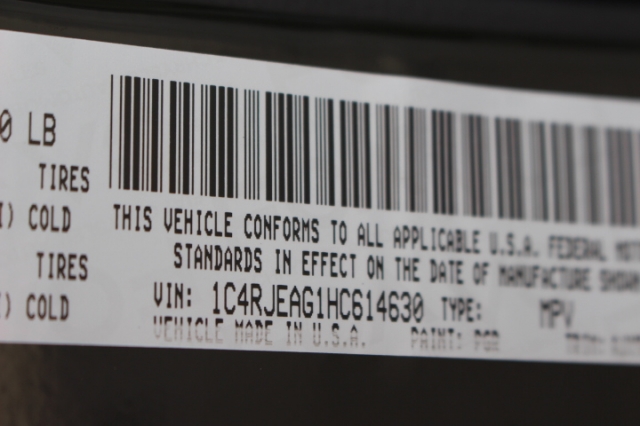 0 LB
TIRES
I) COLD
TIRES
) COLD
THIS VEHICLE CONFORMS TO ALL APPLICABLE U.S.A. FEDERAL
STANDARDS IN EFFECT ON THE DATE OF MANUFACTURE
VIN: 1C4RJEAG1HC614630 TYPE: MPV
VEHICLE MADE IN U.S.A. PAINT: PGR